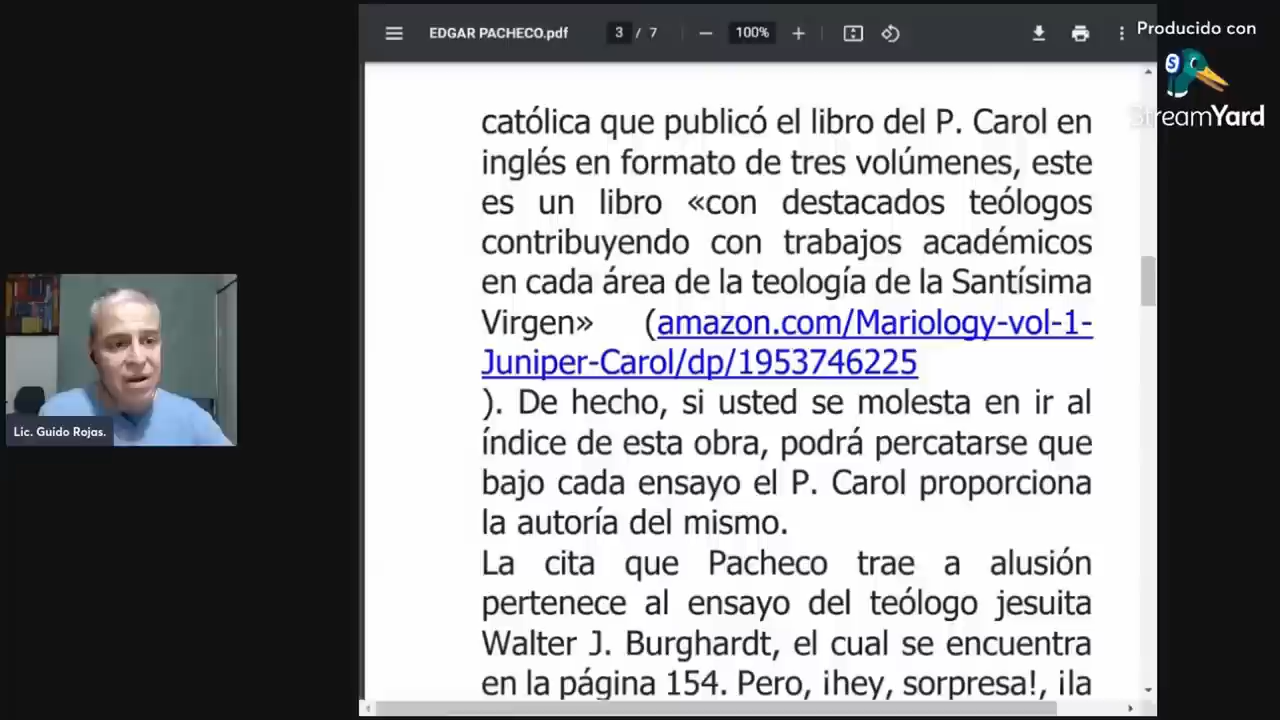 EDGAR PACHECO.pdf
3 / 7
100%
Producido con
StreamYard
católica que publicó el libro del P. Carol en
inglés en formato de tres volúmenes, este
es un libro «con destacados teólogos
contribuyendo con trabajos académicos
en cada área de la teología de la Santísima
Virgen» (amazon.com/Mariology-vol-1-
Juniper-Carol/dp/1953746225
). De hecho, si usted se molesta en ir al
índice de esta obra, podrá percatarse que
bajo cada ensayo el P. Carol proporciona
la autoría del mismo.
La cita que Pacheco trae a alusión
pertenece al ensayo del teólogo jesuita
Walter J. Burghardt, el cual se encuentra
en la página 154. Pero, ¡hey, sorpresa!, ¡la
Lic. Guido Rojas.